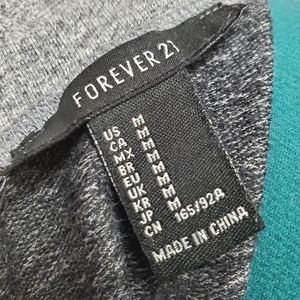 FOREVER 21
US M
CA M
MX M
BR M
EU M
UK M
KR M
JP M
CN 165/92A
MADE IN CHINA